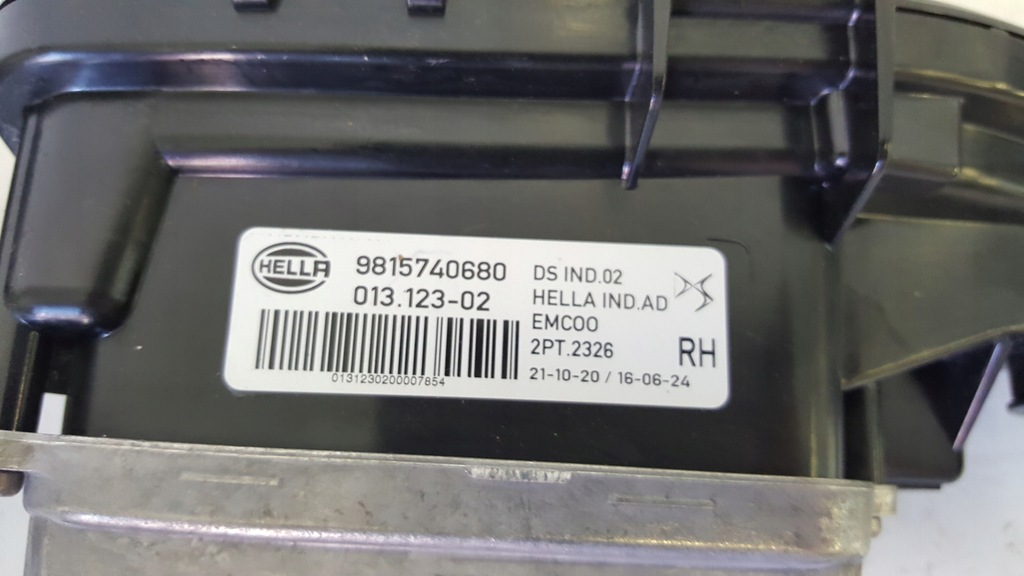 HELLA
9815740680
013.123-02
0131230200007854
DS IND.02
HELLA IND.AD
EMC00
2PT.2326
21-10-20 / 16-06-24
RH